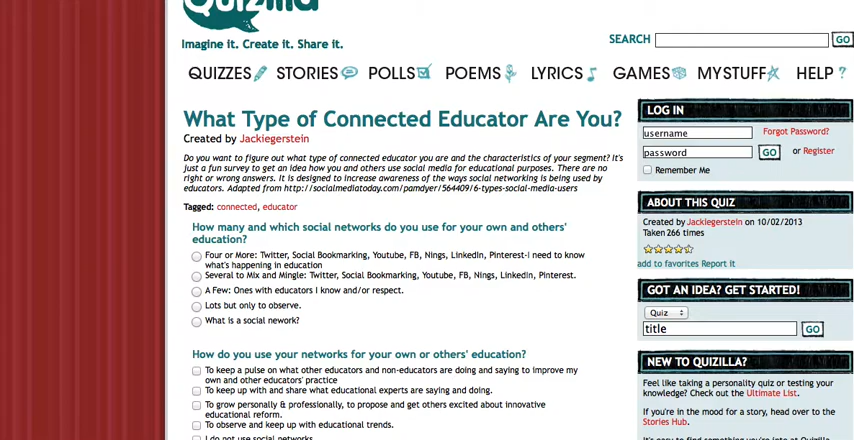 Quizilla
Imagine it. Create it. Share it.
SEARCH
GO
QUIZZES STORIES POLLS POEMS LYRICS GAMES MYSTUFF HELP ?
What Type of Connected Educator Are You?
Created by Jackiegerstein
Do you want to figure out what type of connected educator you are and the characteristics of your segment? It's
just a fun survey to get an idea how you and others use social media for educational purposes. There are no
right or wrong answers. It is designed to increase awareness of the ways social networking is being used by
educators. Adapted from http://socialmediatoday.com/pamdyer/564409/6-types-social-media-users
Tagged: connected, educator
How many and which social networks do you use for your own and others'
education?
Four or More: Twitter, Social Bookmarking, Youtube, FB, Nings, LinkedIn, Pinterest-I need to know
what's happening in education
Several to Mix and Mingle: Twitter, Social Bookmarking, Youtube, FB, Nings, LinkedIn, Pinterest.
A Few: Ones with educators I know and/or respect.
Lots but only to observe.
What is a social nework?
How do you use your networks for your own or others' education?
To keep a pulse on what other educators and non-educators are doing and saying to improve my
own and other educators' practice
To keep up with and share what educational experts are saying and doing.
To grow personally & professionally, to propose and get others excited about innovative
educational reform.
To observe and keep up with educational trends.
I do not use social networks
LOG IN
username
Forgot Password?
password
GO
or Register
Remember Me
ABOUT THIS QUIZ
Created by Jackiegerstein on 10/02/2013
Taken 266 times
add to favorites Report it
GOT AN IDEA? GET STARTED!
Quiz
title
GO
NEW TO QUIZILLA?
Feel like taking a personality quiz or testing your
knowledge? Check out the Ultimate List.
If you're in the mood for a story, head over to the
Stories Hub.